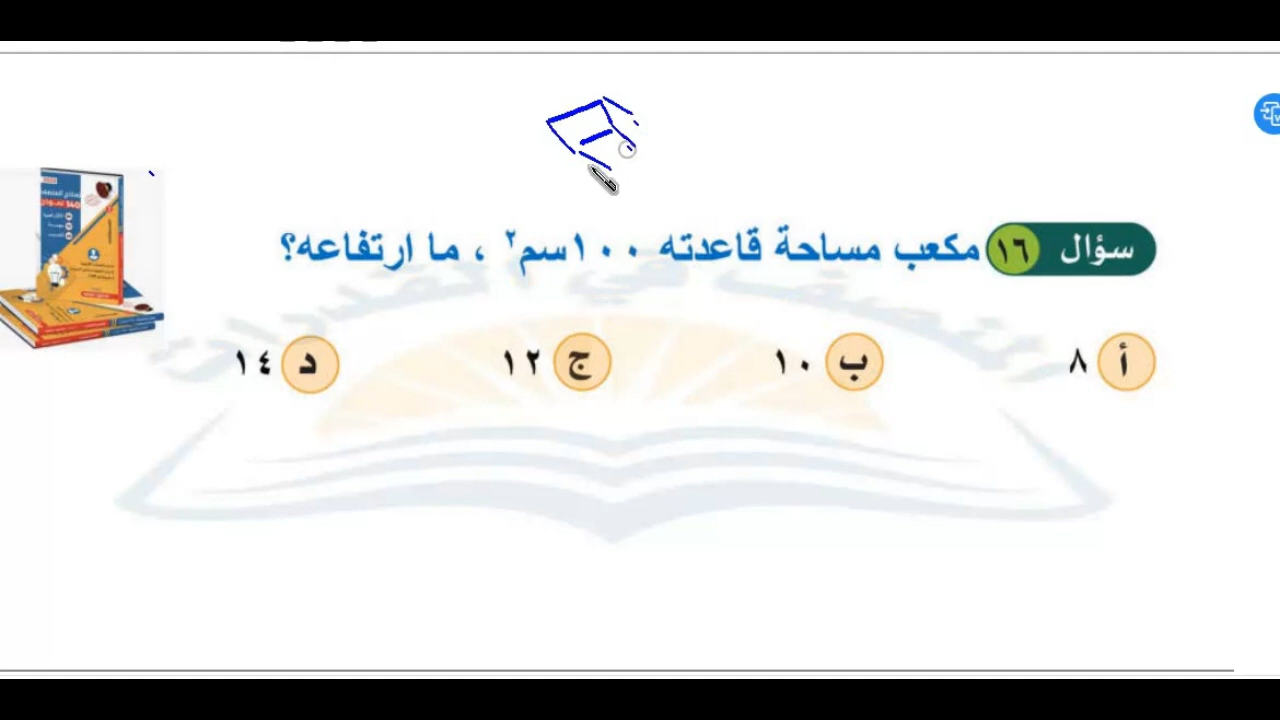 سؤال ١٦ مكعب مساحة قاعدته ١٠٠سم٢ ، ما ارتفاعه؟
أ ٨ ب ١٠ ج ١٢ د ١٤